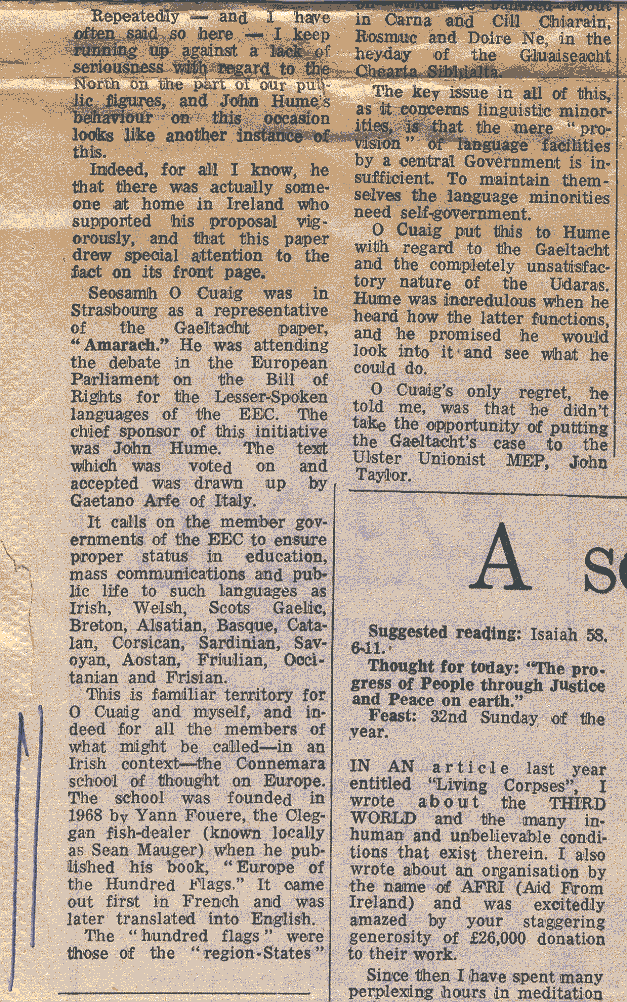 Repeatedly — and I have
often said so here — I keep
running up against a lack of
seriousness with regard to the
North on the part of our pub-
lic figures, and John Hume's
behaviour on this occasion
looks like another instance of
this.
Indeed, for all I know, he
that there was actually some-
one at home in Ireland who
supported his proposal vig-
orously, and that this paper
drew special attention to the
fact on its front page.
Seosamh O Cuaig was in
Strasbourg as a representative
of the Gaeltacht paper,
"Amarach." He was attending
the debate in the European
Parliament on the Bill of
Rights for the Lesser-Spoken
languages of the EEC. The
chief sponsor of this initiative
was John Hume. The text
which was voted on and
accepted was drawn up by
Gaetano Arfe of Italy.
It calls on the member gov-
ernments of the EEC to ensure
proper status in education,
mass communications and pub-
lic life to such languages as
Irish, Welsh, Scots Gaelic,
Breton, Alsatian, Basque, Cata-
lan, Corsican, Sardinian, Sav-
oyan, Aostan, Friulian, Occi-
tanian and Frisian.
This is familiar territory for
O Cuaig and myself, and in-
deed for all the members of
what might be called—in an
Irish context—the Connemara
school of thought on Europe.
The school was founded in
1968 by Yann Fouere, the Cleg-
gan fish-dealer (known locally
as Sean Mauger) when he pub-
lished his book, "Europe of
the Hundred Flags." It came
out first in French and was
later translated into English.
The "hundred flags" were
those of the "region-States"
in Carna and Cill Chiarain,
Rosmuc and Doire Ne, in the
heyday of the Gluaiseacht
Chearta Sibhialta.
The key issue in all of this,
as it concerns linguistic minor-
ities, is that the mere "pro-
vision" of language facilities
by a central Government is in-
sufficient. To maintain them-
selves the language minorities
need self-government.
O Cuaig put this to Hume
with regard to the Gaeltacht
and the completely unsatisfac-
tory nature of the Udaras.
Hume was incredulous when he
heard how the latter functions,
and he promised he would
look into it and see what he
could do.
O Cuaig's only regret, he
told me, was that he didn't
take the opportunity of putting
the Gaeltacht's case to the
Ulster Unionist MEP, John
Taylor.
A se
Suggested reading: Isaiah 58,
6-11.
Thought for today: "The pro-
gress of People through Justice
and Peace on earth."
Feast: 32nd Sunday of the
year.
IN AN article last year
entitled "Living Corpses", I
wrote about the THIRD
WORLD and the many in-
human and unbelievable condi-
tions that exist therein. I also
wrote about an organisation by
the name of AFRI (Aid From
Ireland) and was excitedly
amazed by your staggering
generosity of £26,000 donation
to their work.
Since then I have spent many
perplexing hours in meditation